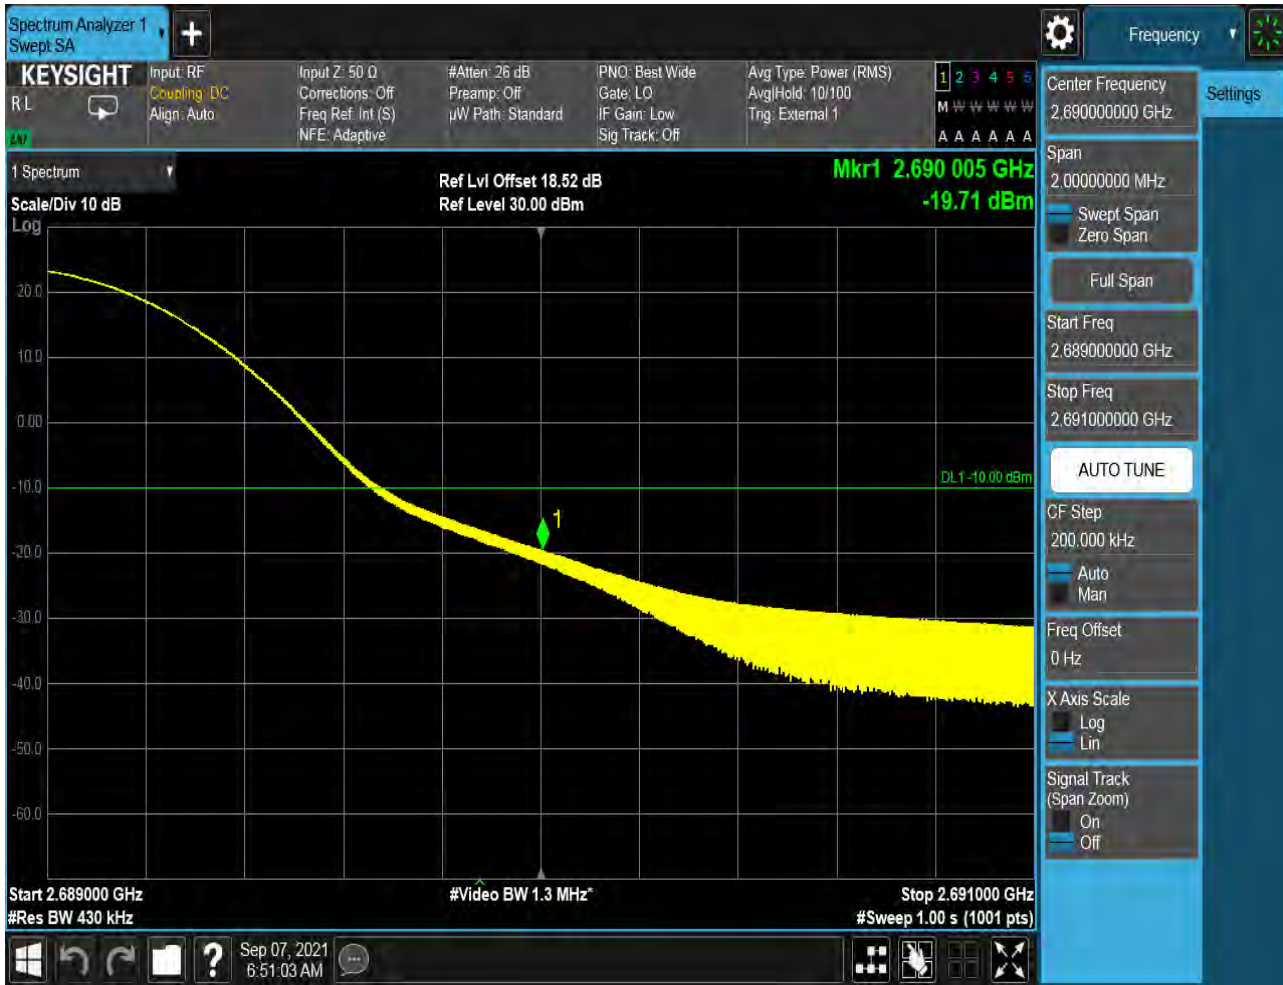 Spectrum Analyzer 1
Swept SA
Frequency
KEYSIGHT
R L
LXI
Input: RF
Coupling: DC
Align: Auto
Input Z: 50 Ω
Corrections: Off
Freq Ref: Int (S)
NFE: Adaptive
#Atten: 26 dB
Preamp: Off
µW Path: Standard
PNO: Best Wide
Gate: LO
IF Gain: Low
Sig Track: Off
Avg Type: Power (RMS)
Avg|Hold: 10/100
Trig: External 1
1 2 3 4 5 6
M W W W W W
A A A A A A
1 Spectrum
Scale/Div 10 dB
Log
Ref Lvl Offset 18.52 dB
Ref Level 30.00 dBm
Mkr1 2.690 005 GHz
-19.71 dBm
20.0
10.0
0.00
-10.0
-20.0
-30.0
-40.0
-50.0
-60.0
DL1 -10.00 dBm
1
Start 2.689000 GHz
#Res BW 430 kHz
#Video BW 1.3 MHz*
Stop 2.691000 GHz
#Sweep 1.00 s (1001 pts)
Center Frequency
2.690000000 GHz
Settings
Span
2.00000000 MHz
Swept Span
Zero Span
Full Span
Start Freq
2.689000000 GHz
Stop Freq
2.691000000 GHz
AUTO TUNE
CF Step
200.000 kHz
Auto
Man
Freq Offset
0 Hz
X Axis Scale
Log
Lin
Signal Track
(Span Zoom)
On
Off
?
Sep 07, 2021
6:51:03 AM